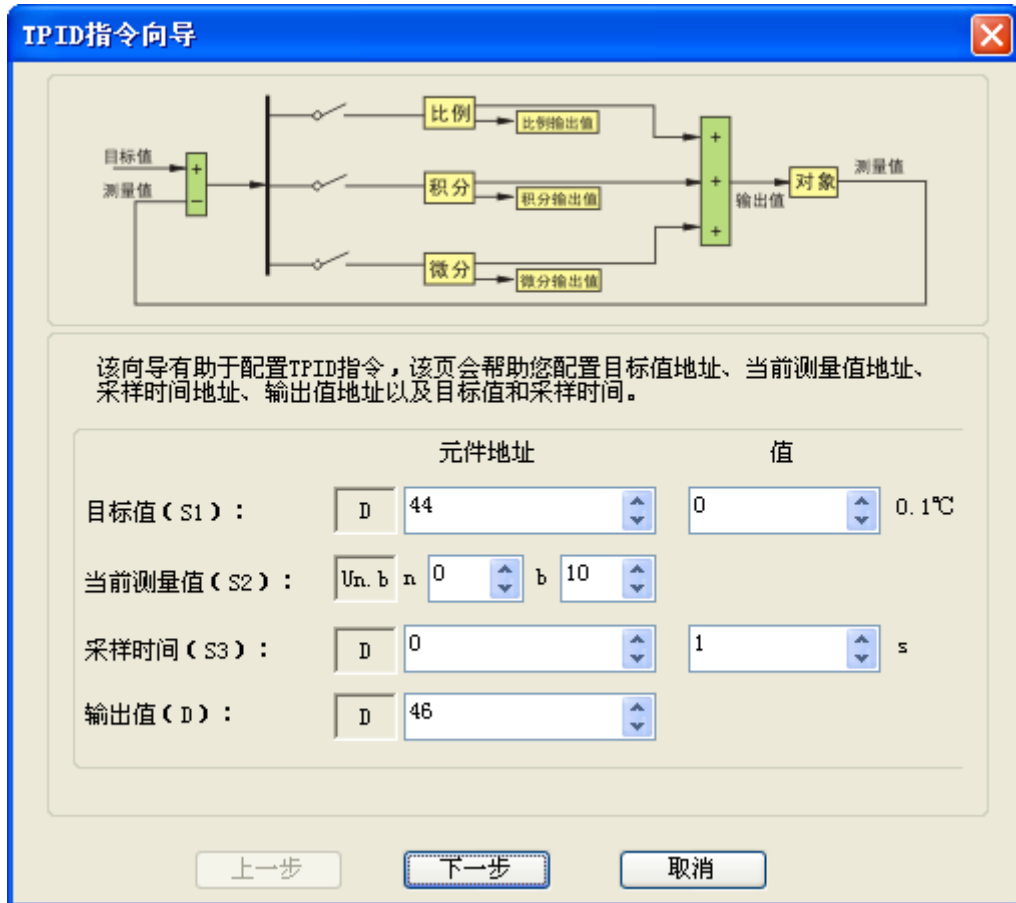 TPID指令向导
比例
比例输出值
目标值
测量值
积分
积分输出值
输出值
对象
测量值
微分
微分输出值
该向导有助于配置TPID指令，该页会帮助您配置目标值地址、当前测量值地址、
采样时间地址、输出值地址以及目标值和采样时间。
元件地址 值
目标值(S1)： D 44 0 0.1℃
当前测量值(S2)： Un.b n 0 b 10
采样时间(S3)： D 0 1 s
输出值(D)： D 46
上一步 下一步 取消